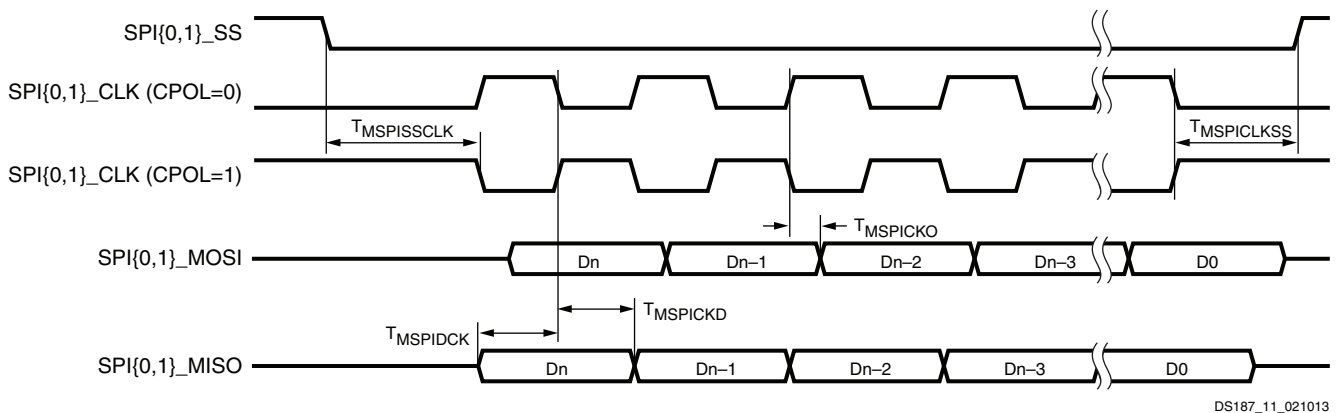 SPI{0,1}_SS
SPI{0,1}_CLK (CPOL=0)
TMSPISSCLK
TMSPICLKSS
SPI{0,1}_CLK (CPOL=1)
TMSPICKO
SPI{0,1}_MOSI
Dn
Dn–1
Dn–2
Dn–3
D0
TMSPICKD
TMSPIDCK
SPI{0,1}_MISO
Dn
Dn–1
Dn–2
Dn–3
D0
DS187_11_021013